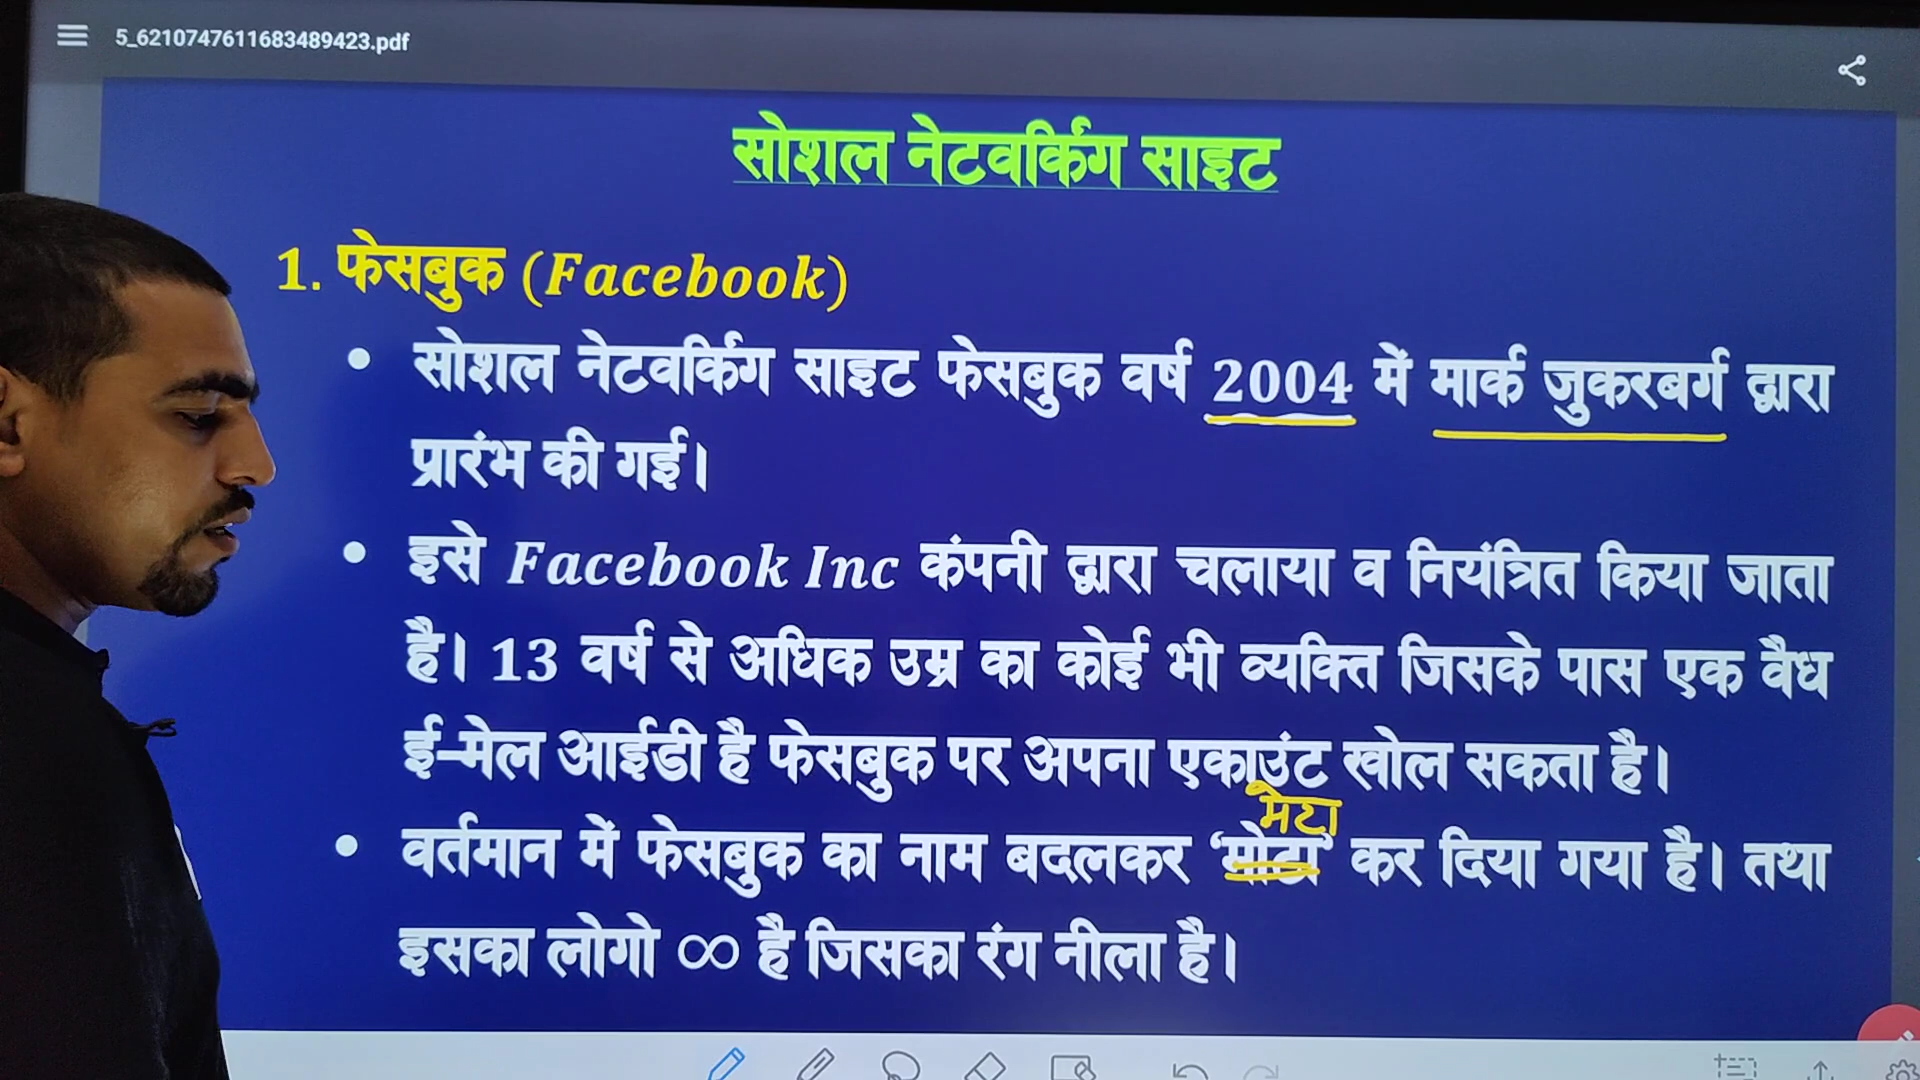 5_6210747611683489423.pdf
सोशल नेटवर्किंग साइट
1. फेसबुक (Facebook)
• सोशल नेटवर्किंग साइट फेसबुक वर्ष 2004 में मार्क जुकरबर्ग द्वारा
प्रारंभ की गई।
• इसे Facebook Inc कंपनी द्वारा चलाया व नियंत्रित किया जाता
है। 13 वर्ष से अधिक उम्र का कोई भी व्यक्ति जिसके पास एक वैध
ई-मेल आईडी है फेसबुक पर अपना एकाउंट खोल सकता है।
मेटा
• वर्तमान में फेसबुक का नाम बदलकर ‘मोटा’ कर दिया गया है। तथा
इसका लोगो ∞ है जिसका रंग नीला है।